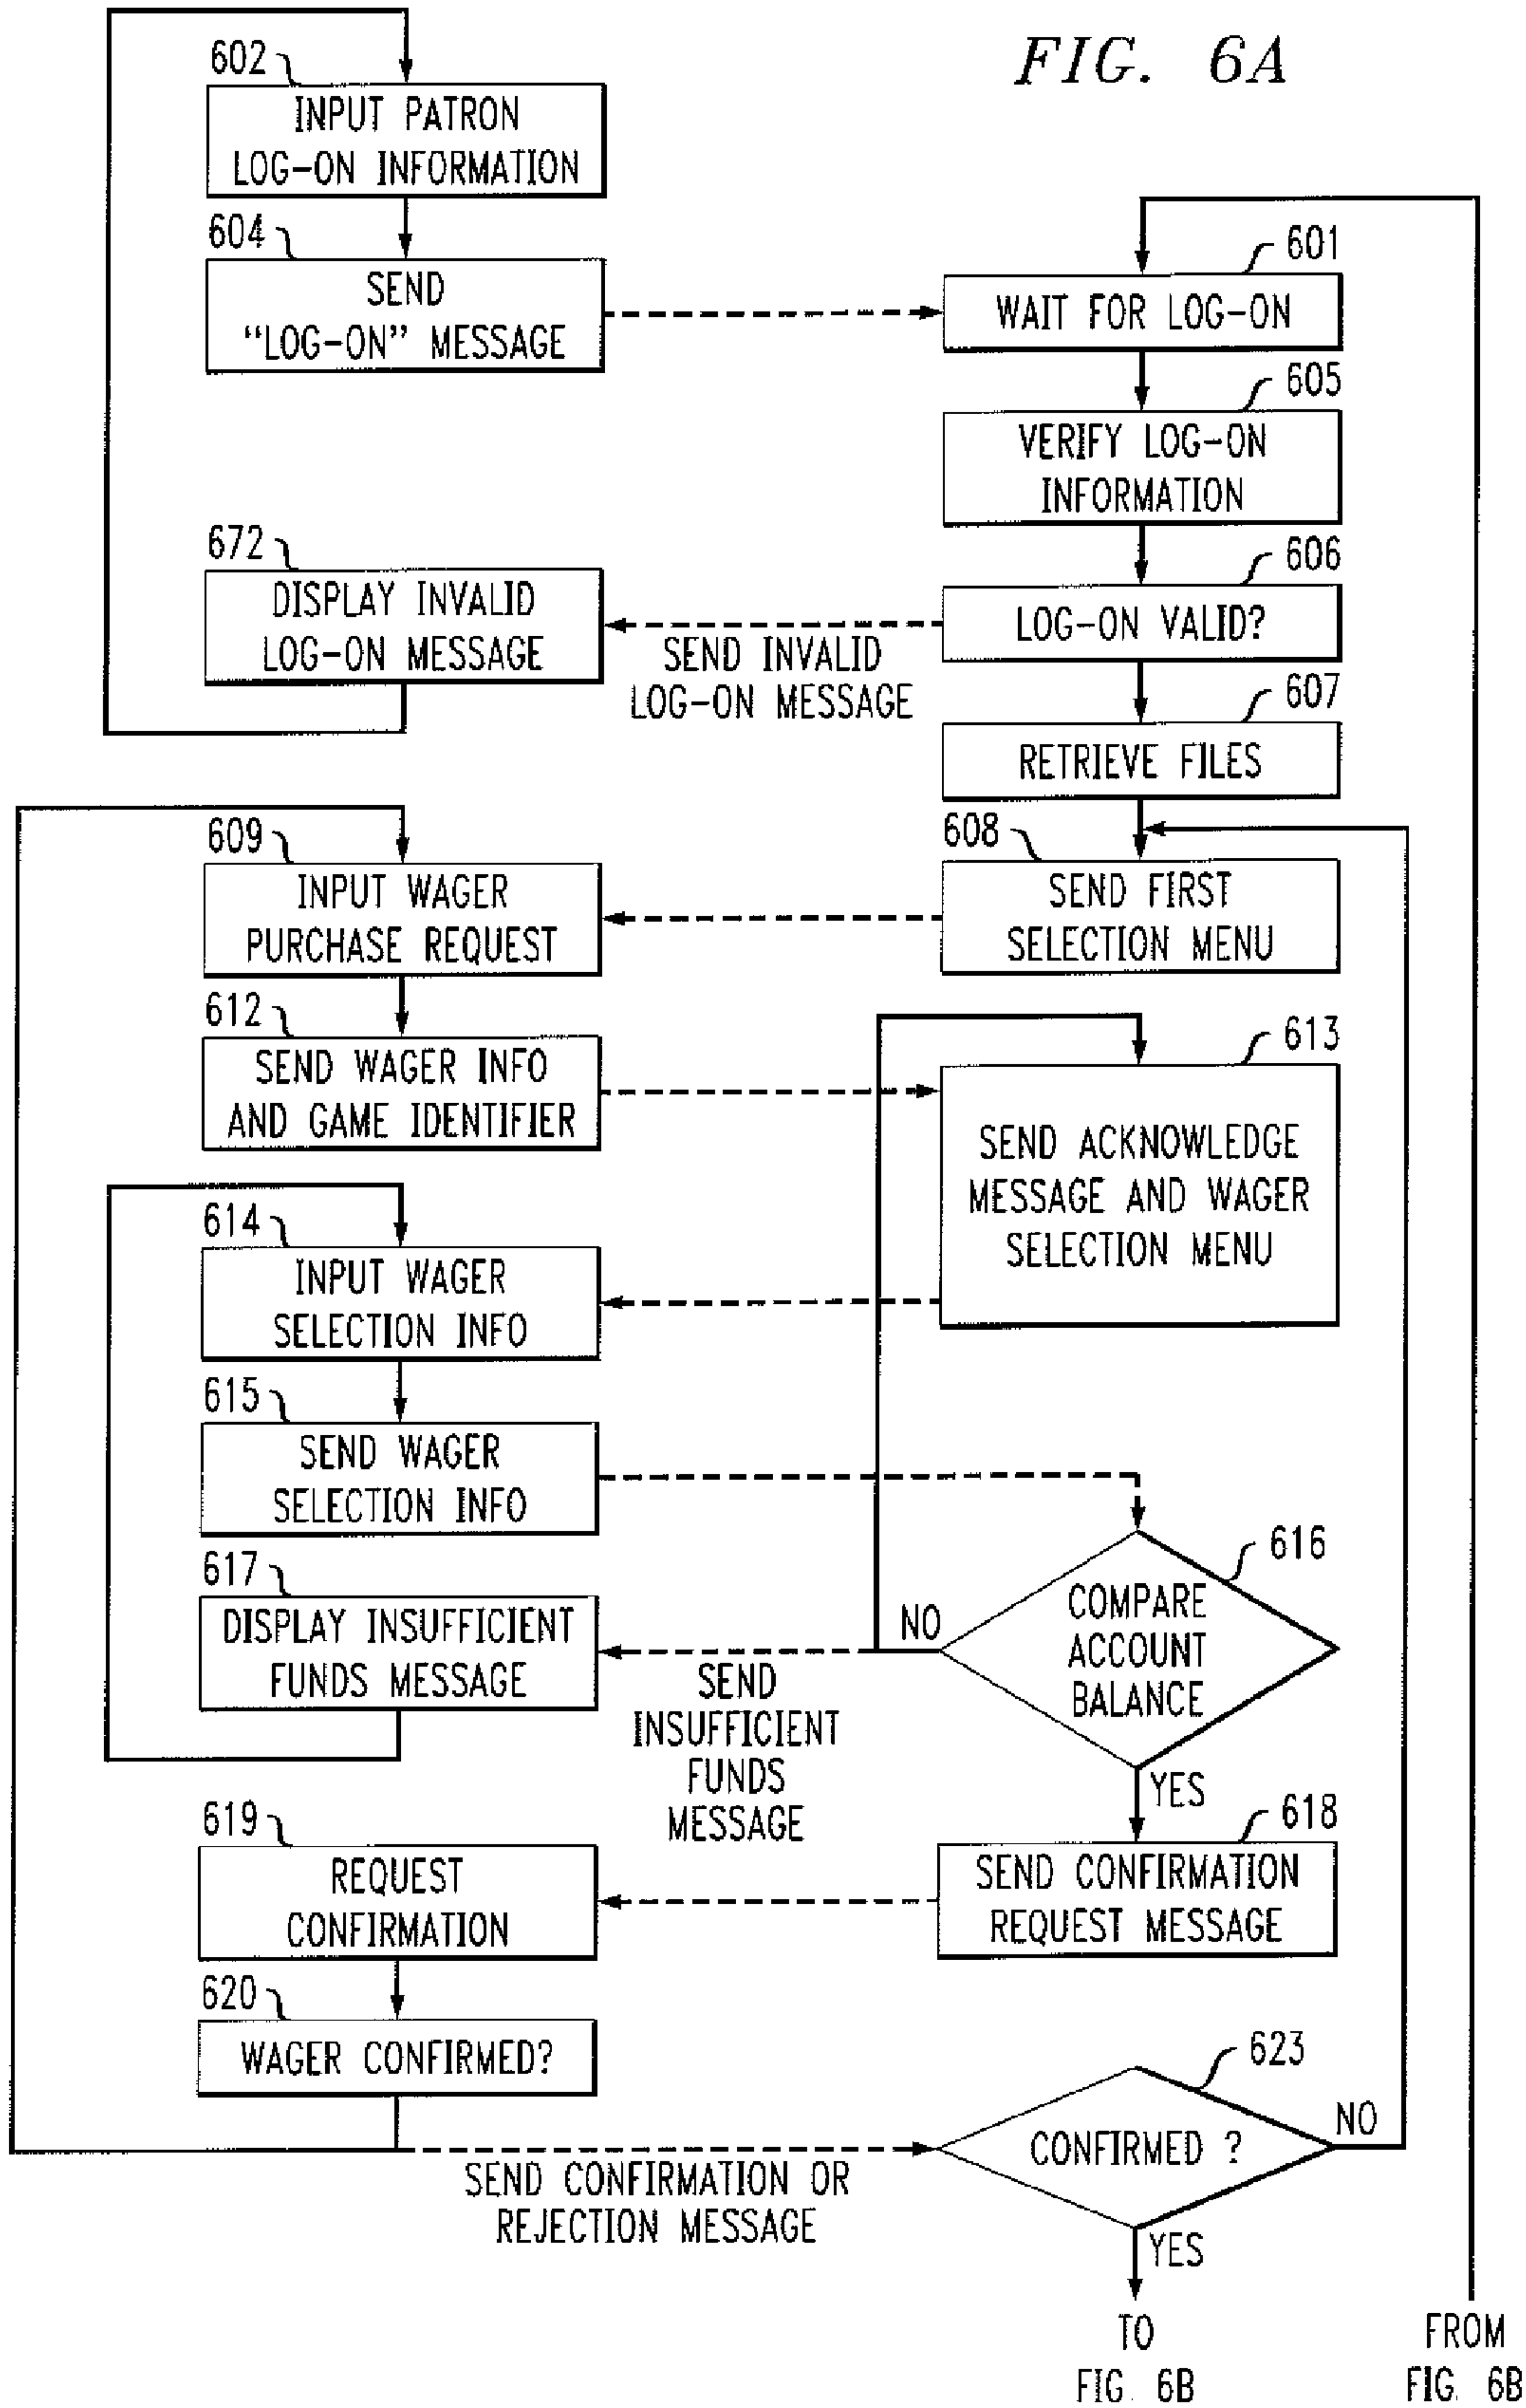 FIG. 6A
602
INPUT PATRON
LOG-ON INFORMATION
604
SEND
"LOG-ON" MESSAGE
601
WAIT FOR LOG-ON
605
VERIFY LOG-ON
INFORMATION
606
LOG-ON VALID?
672
DISPLAY INVALID
LOG-ON MESSAGE
SEND INVALID
LOG-ON MESSAGE
607
RETRIEVE FILES
608
SEND FIRST
SELECTION MENU
609
INPUT WAGER
PURCHASE REQUEST
612
SEND WAGER INFO
AND GAME IDENTIFIER
613
SEND ACKNOWLEDGE
MESSAGE AND WAGER
SELECTION MENU
614
INPUT WAGER
SELECTION INFO
615
SEND WAGER
SELECTION INFO
616
COMPARE
ACCOUNT
BALANCE
NO
YES
617
DISPLAY INSUFFICIENT
FUNDS MESSAGE
SEND
INSUFFICIENT
FUNDS
MESSAGE
618
SEND CONFIRMATION
REQUEST MESSAGE
619
REQUEST
CONFIRMATION
620
WAGER CONFIRMED?
623
CONFIRMED ?
NO
SEND CONFIRMATION OR
REJECTION MESSAGE
YES
TO
FIG. 6B
FROM
FIG. 6B